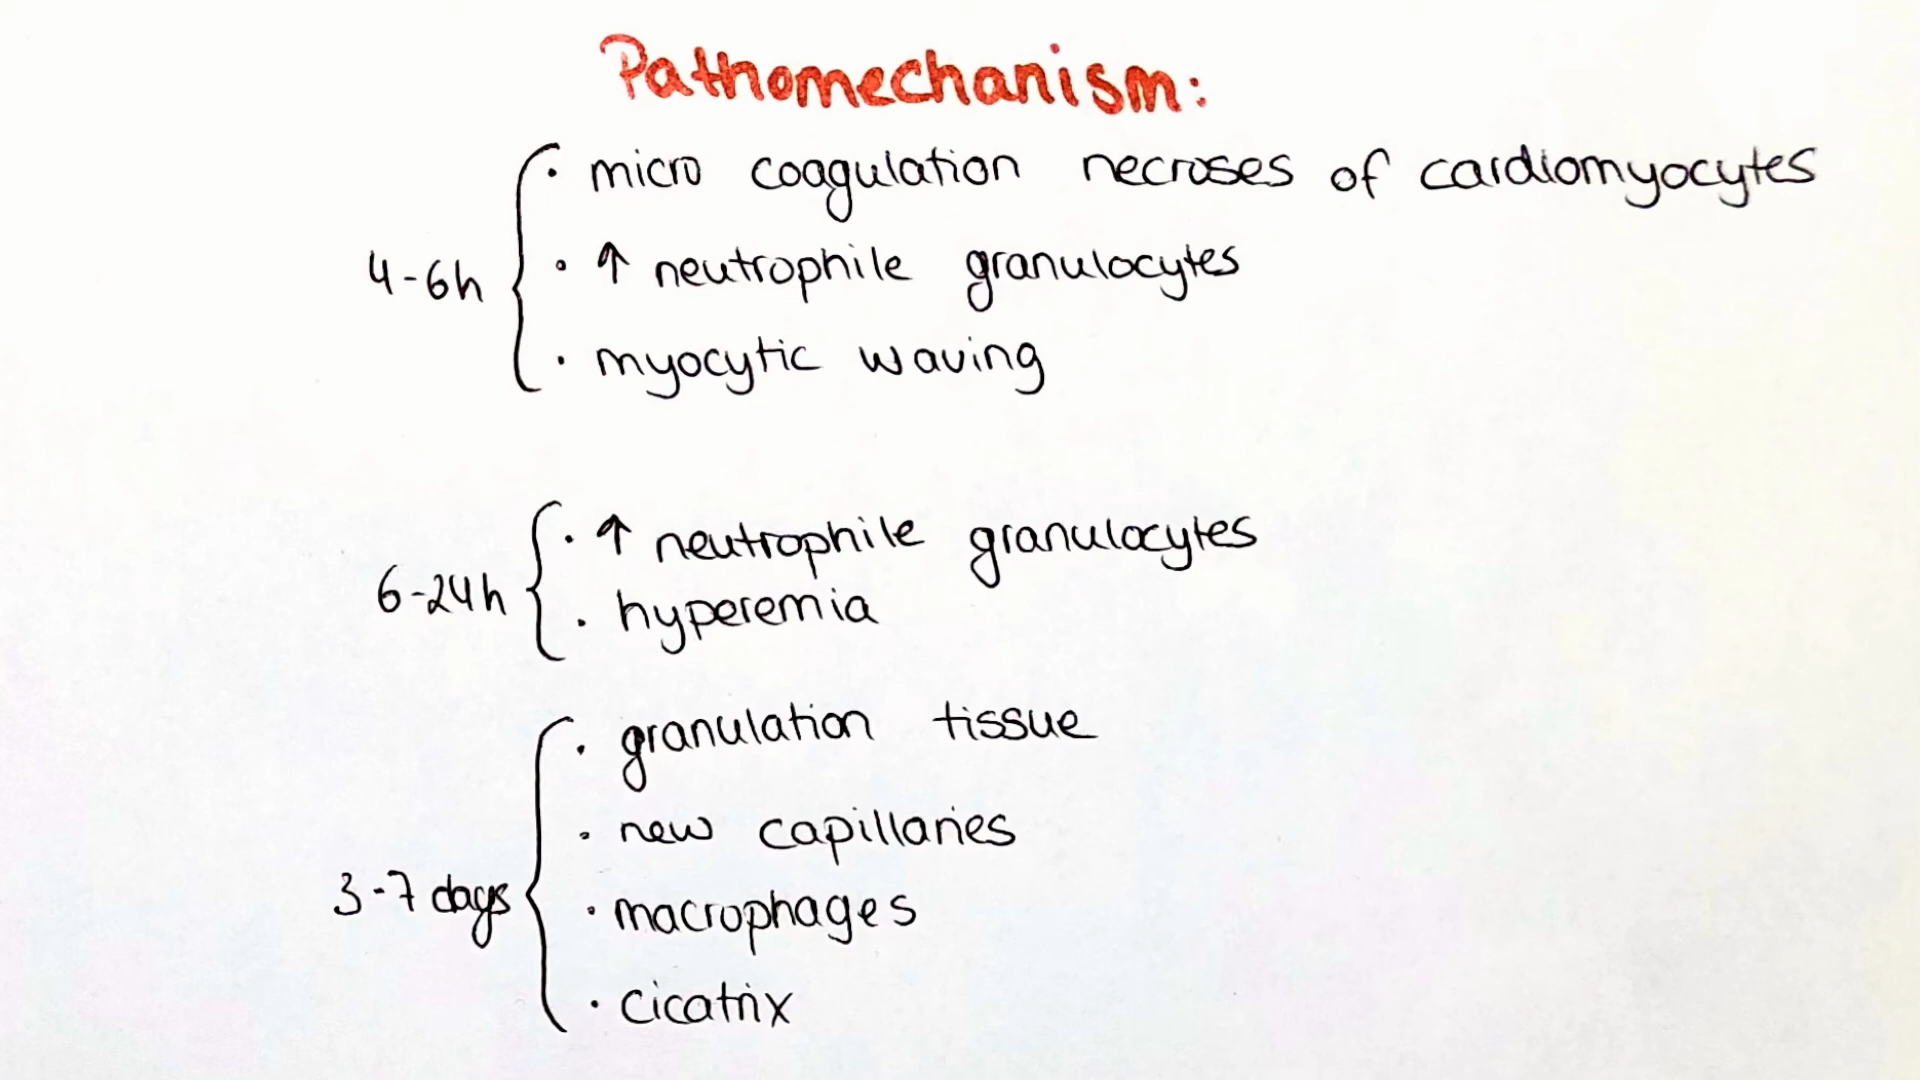 Pathomechanism:
• micro coagulation necroses of cardiomyocytes
4-6h { • ↑ neutrophile granulocytes
• myocytic waving
• ↑ neutrophile granulocytes
6-24h { • hyperemia
• granulation tissue
• new capillaries
3-7 days { • macrophages
• cicatrix